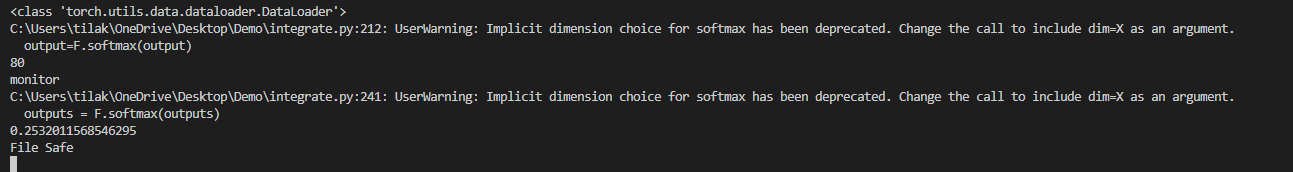 <class 'torch.utils.data.dataloader.DataLoader'>
C:\Users\tilak\OneDrive\Desktop\Demo\integrate.py:212: UserWarning: Implicit dimension choice for softmax has been deprecated. Change the call to include dim=X as an argument.
  output=F.softmax(output)
80
monitor
C:\Users\tilak\OneDrive\Desktop\Demo\integrate.py:241: UserWarning: Implicit dimension choice for softmax has been deprecated. Change the call to include dim=X as an argument.
  outputs = F.softmax(outputs)
0.2532011568546295
File Safe